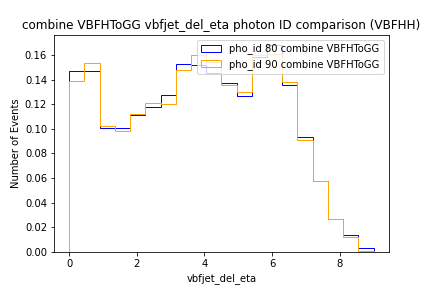 combine VBFHToGG vbfjet_del_eta photon ID comparison (VBFHH)
pho_id 80 combine VBFHToGG
pho_id 90 combine VBFHToGG
Number of Events
0.16
0.14
0.12
0.10
0.08
0.06
0.04
0.02
0.00
0 2 4 6 8
vbfjet_del_eta